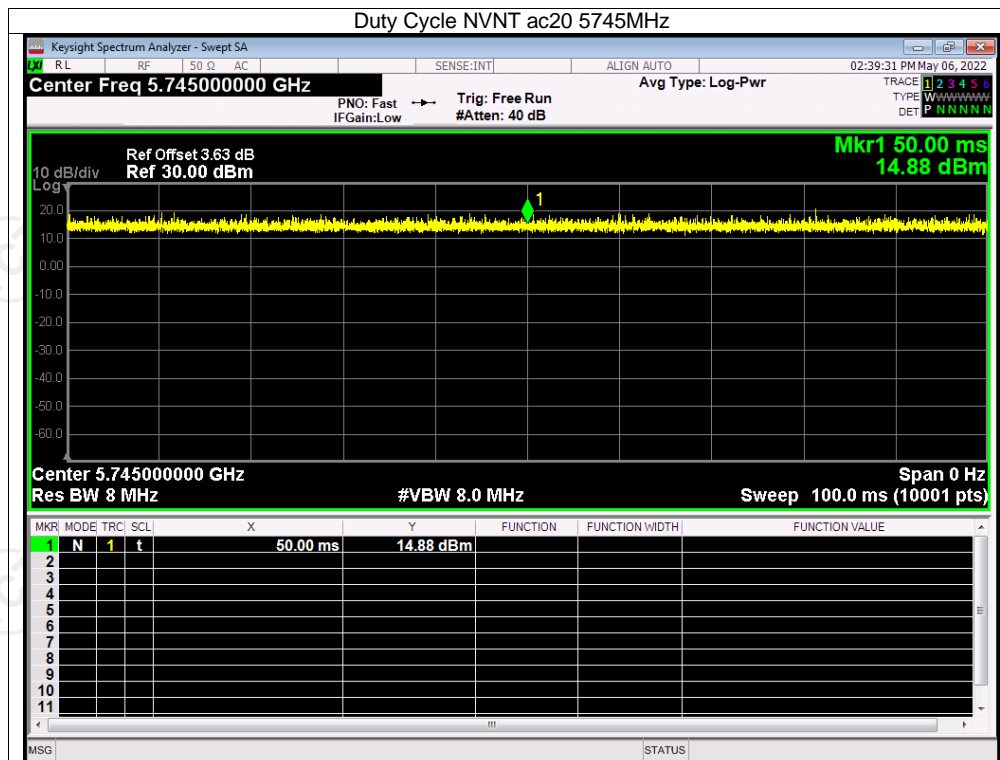 Duty Cycle NVNT ac20 5745MHz
Keysight Spectrum Analyzer - Swept SA
LXI RL RF 50 Ω AC SENSE:INT ALIGN AUTO 02:39:31 PM May 06, 2022
Center Freq 5.745000000 GHz
PNO: Fast
IFGain:Low
Trig: Free Run
#Atten: 40 dB
Avg Type: Log-Pwr
TRACE 1 2 3 4 5 6
TYPE WWWWWW
DET P N N N N N
Mkr1 50.00 ms
14.88 dBm
Ref Offset 3.63 dB
10 dB/div Ref 30.00 dBm
Log
1
20.0
10.0
0.00
-10.0
-20.0
-30.0
-40.0
-50.0
-60.0
Center 5.745000000 GHz Span 0 Hz
Res BW 8 MHz #VBW 8.0 MHz Sweep 100.0 ms (10001 pts)
MKR MODE TRC SCL X Y FUNCTION FUNCTION WIDTH FUNCTION VALUE
1 N 1 t 50.00 ms 14.88 dBm
2
3
4
5
6
7
8
9
10
11
MSG STATUS